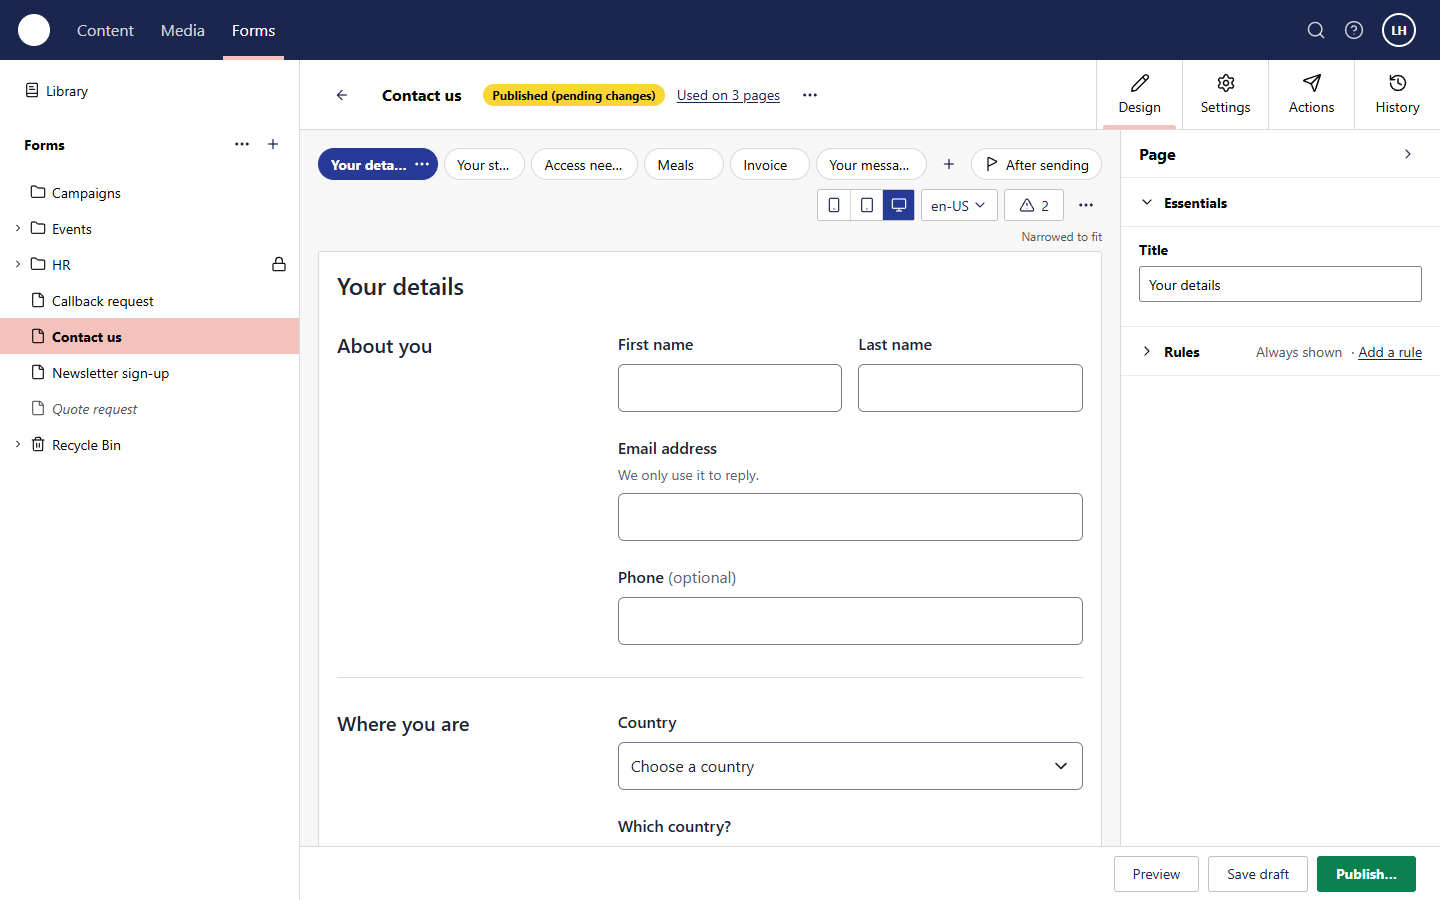 Content Media Forms
LH
Library
Forms
Campaigns
Events
HR
Callback request
Contact us
Newsletter sign-up
Quote request
Recycle Bin
Contact us Published (pending changes) Used on 3 pages
Design Settings Actions History
Your deta... Your st... Access nee... Meals Invoice Your messa... After sending
en-US 2
Narrowed to fit
Your details
About you
First name Last name
Email address
We only use it to reply.
Phone (optional)
Where you are
Country
Choose a country
Which country?
Page
Essentials
Title
Your details
Rules Always shown · Add a rule
Preview Save draft Publish...